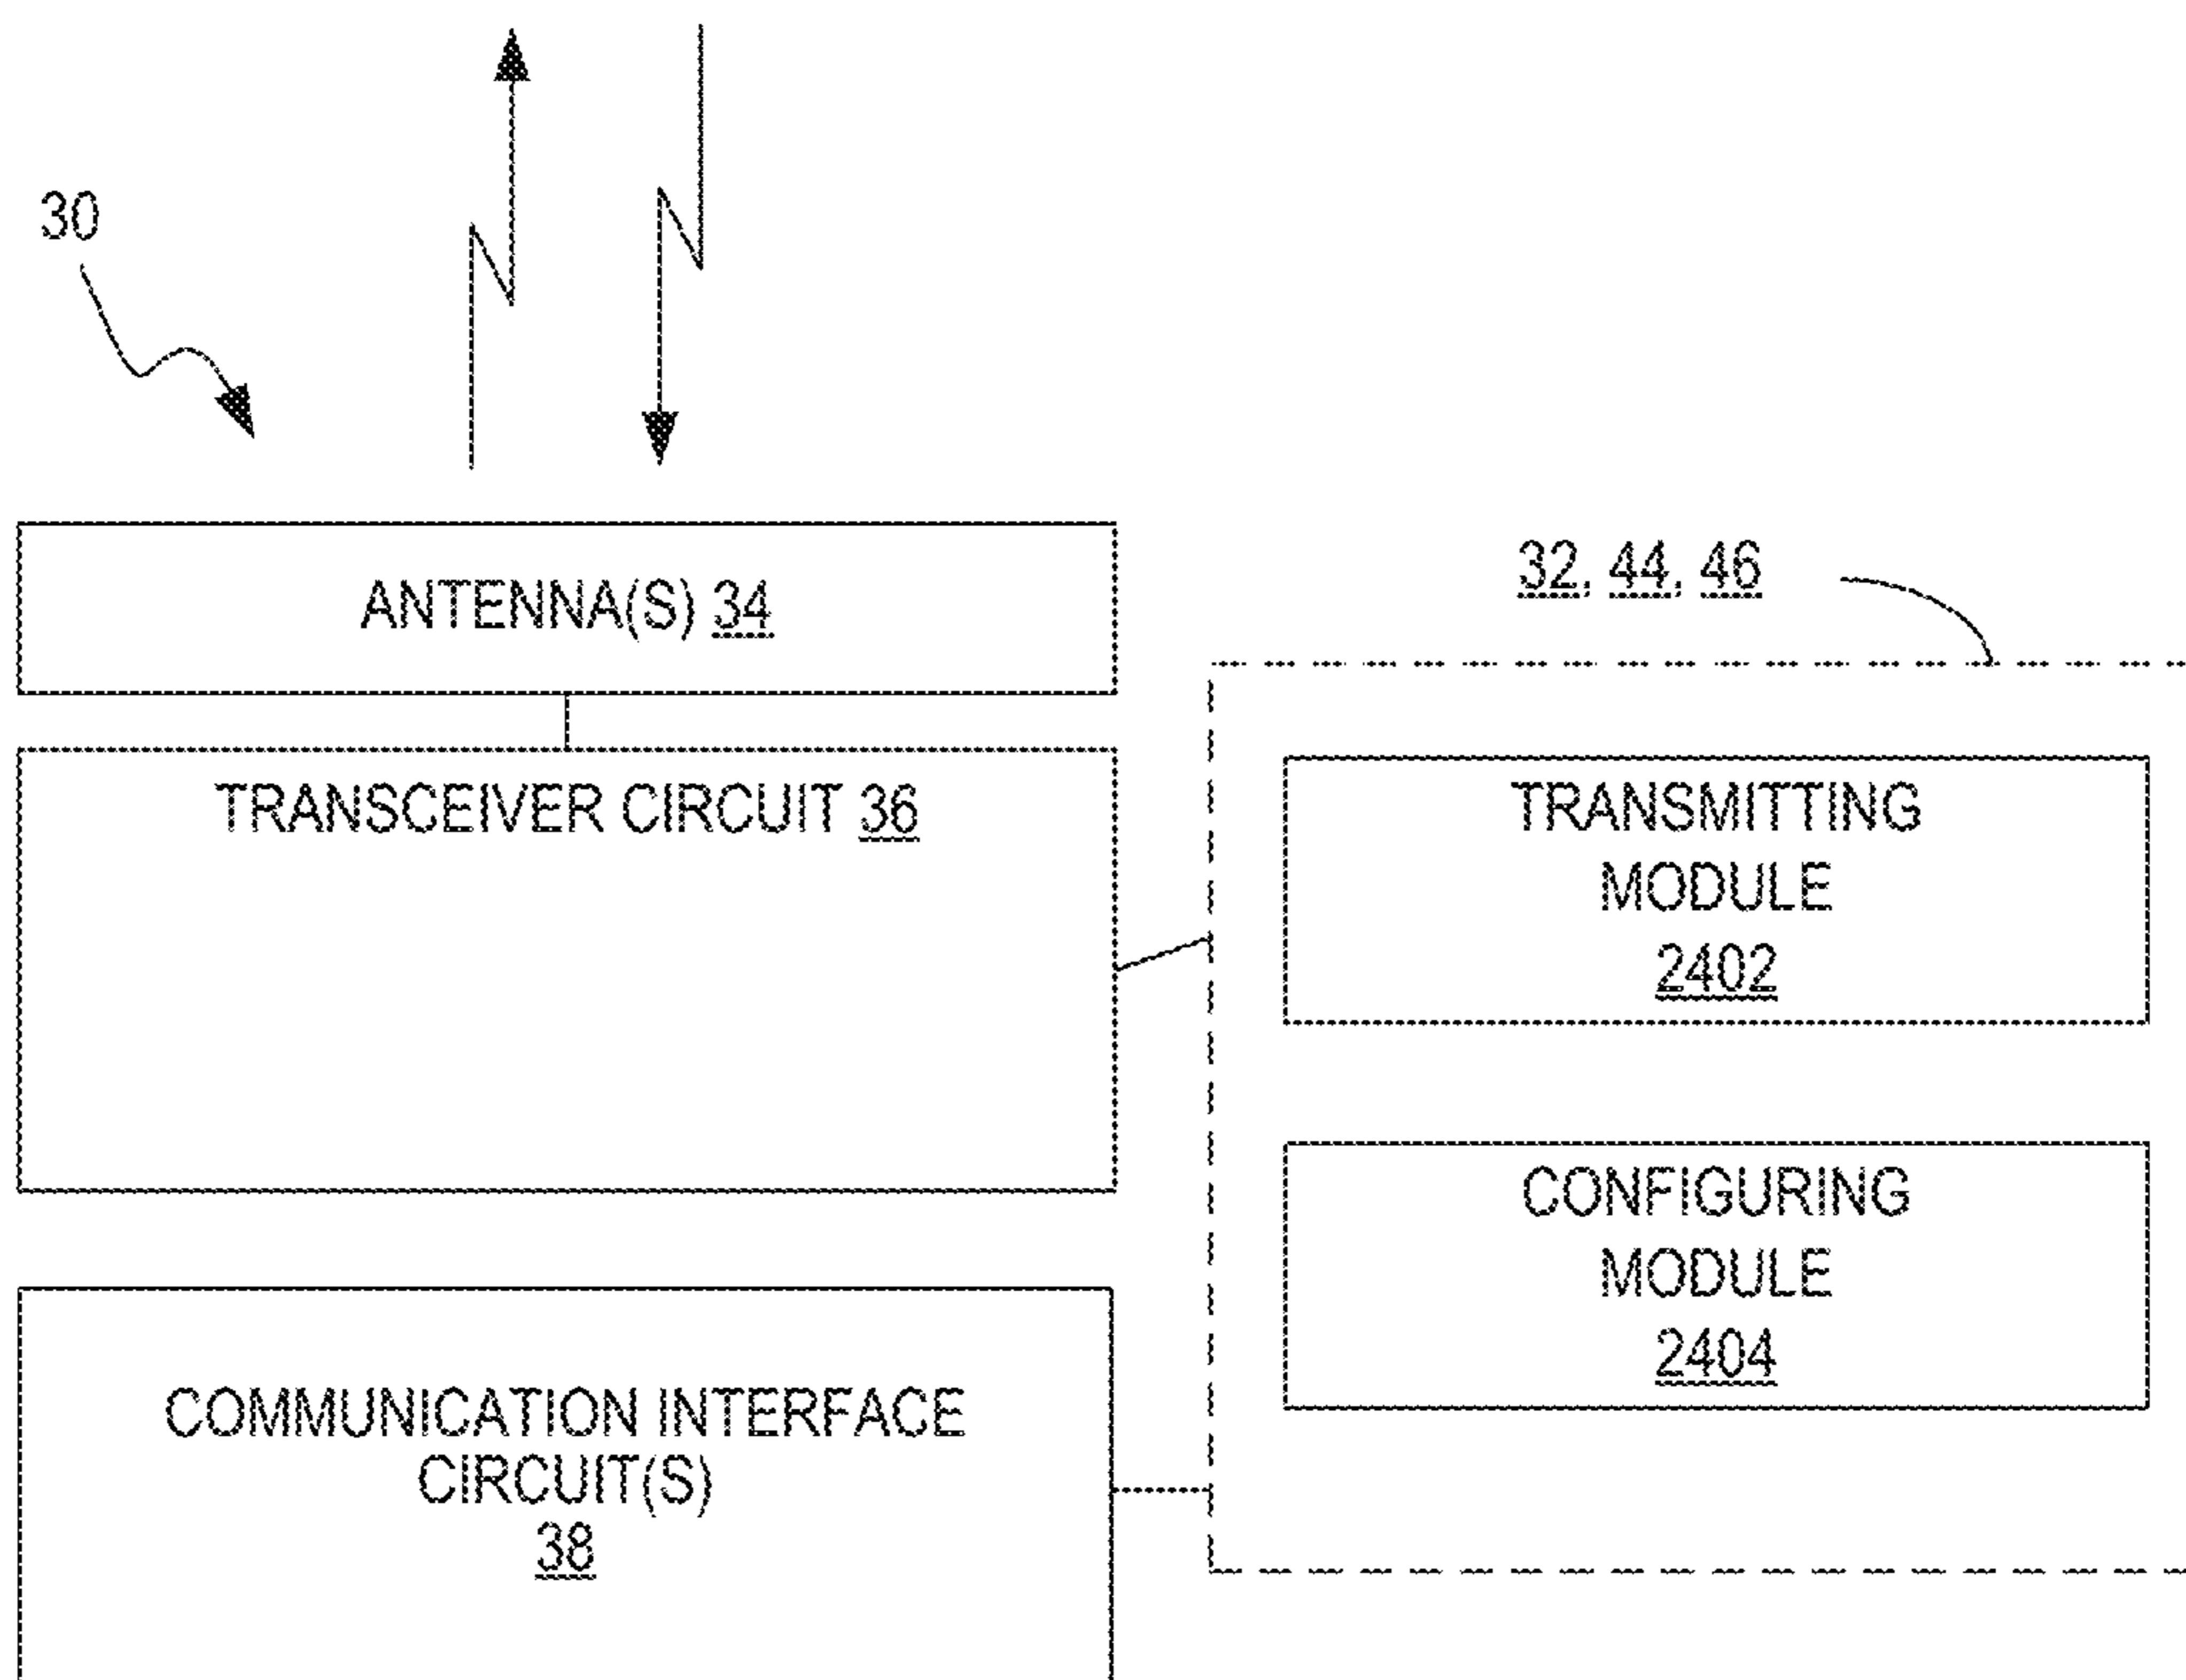 30
ANTENNA(S) 34
32, 44, 46
TRANSCEIVER CIRCUIT 36
TRANSMITTING
MODULE
2402
CONFIGURING
MODULE
2404
COMMUNICATION INTERFACE
CIRCUIT(S)
38